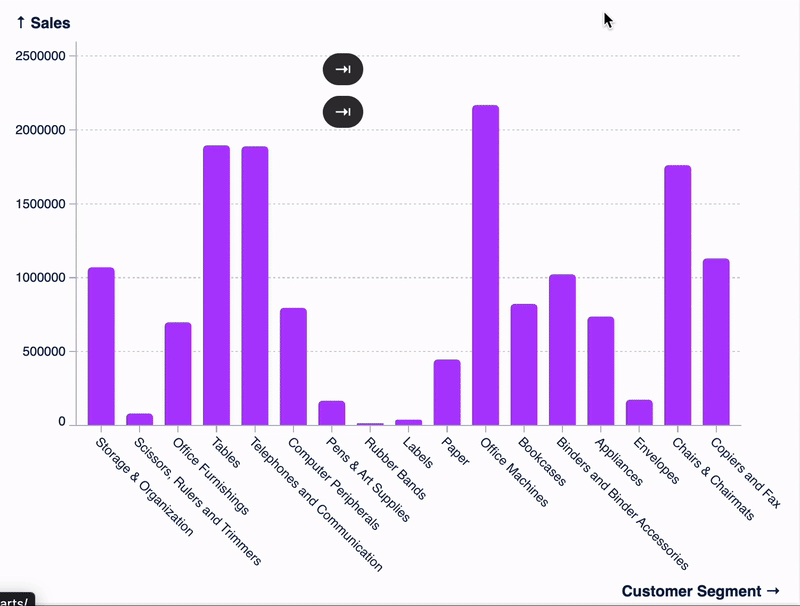 ↑ Sales
2500000
2000000
1500000
1000000
500000
0
Storage & Organization
Scissors, Rulers and Trimmers
Office Furnishings
Tables
Telephones and Communication
Computer Peripherals
Pens & Art Supplies
Rubber Bands
Labels
Paper
Office Machines
Bookcases
Binders and Binder Accessories
Appliances
Envelopes
Chairs & Chairmats
Copiers and Fax
Customer Segment →
arts/